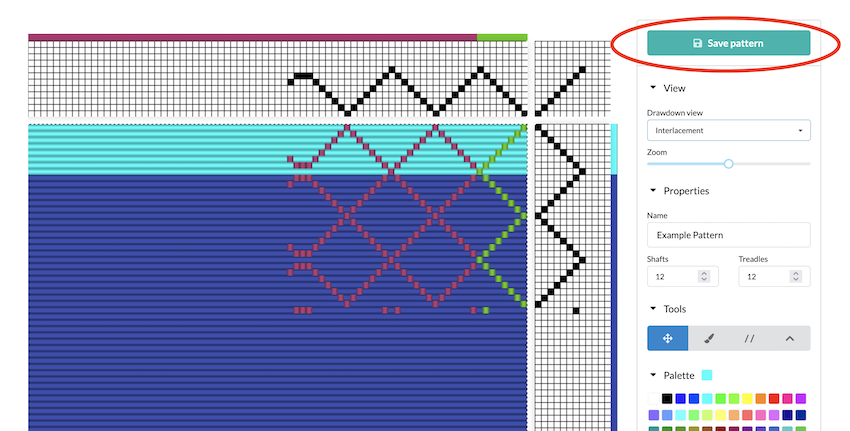 Save pattern
View
Drawdown view
Interlacement
Zoom
Properties
Name
Example Pattern
Shafts Treadles
12 12
Tools
//
Palette